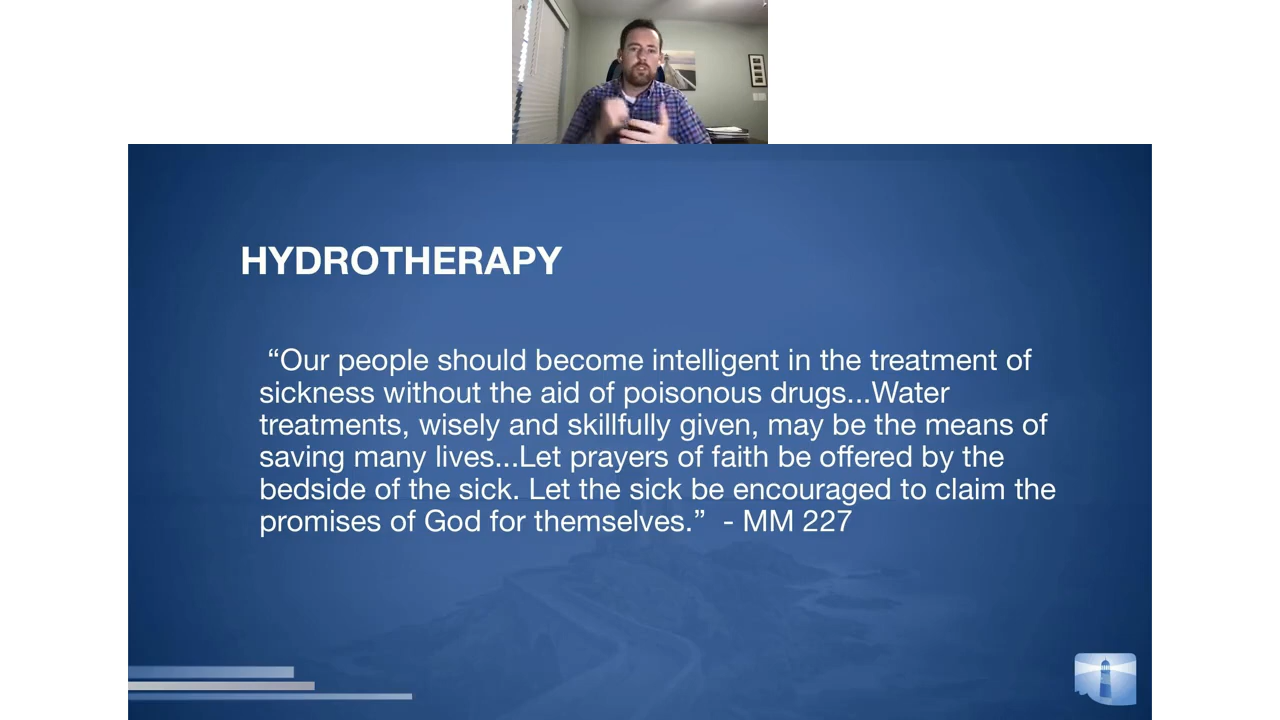 HYDROTHERAPY
“Our people should become intelligent in the treatment of
sickness without the aid of poisonous drugs...Water
treatments, wisely and skillfully given, may be the means of
saving many lives...Let prayers of faith be offered by the
bedside of the sick. Let the sick be encouraged to claim the
promises of God for themselves.”  - MM 227